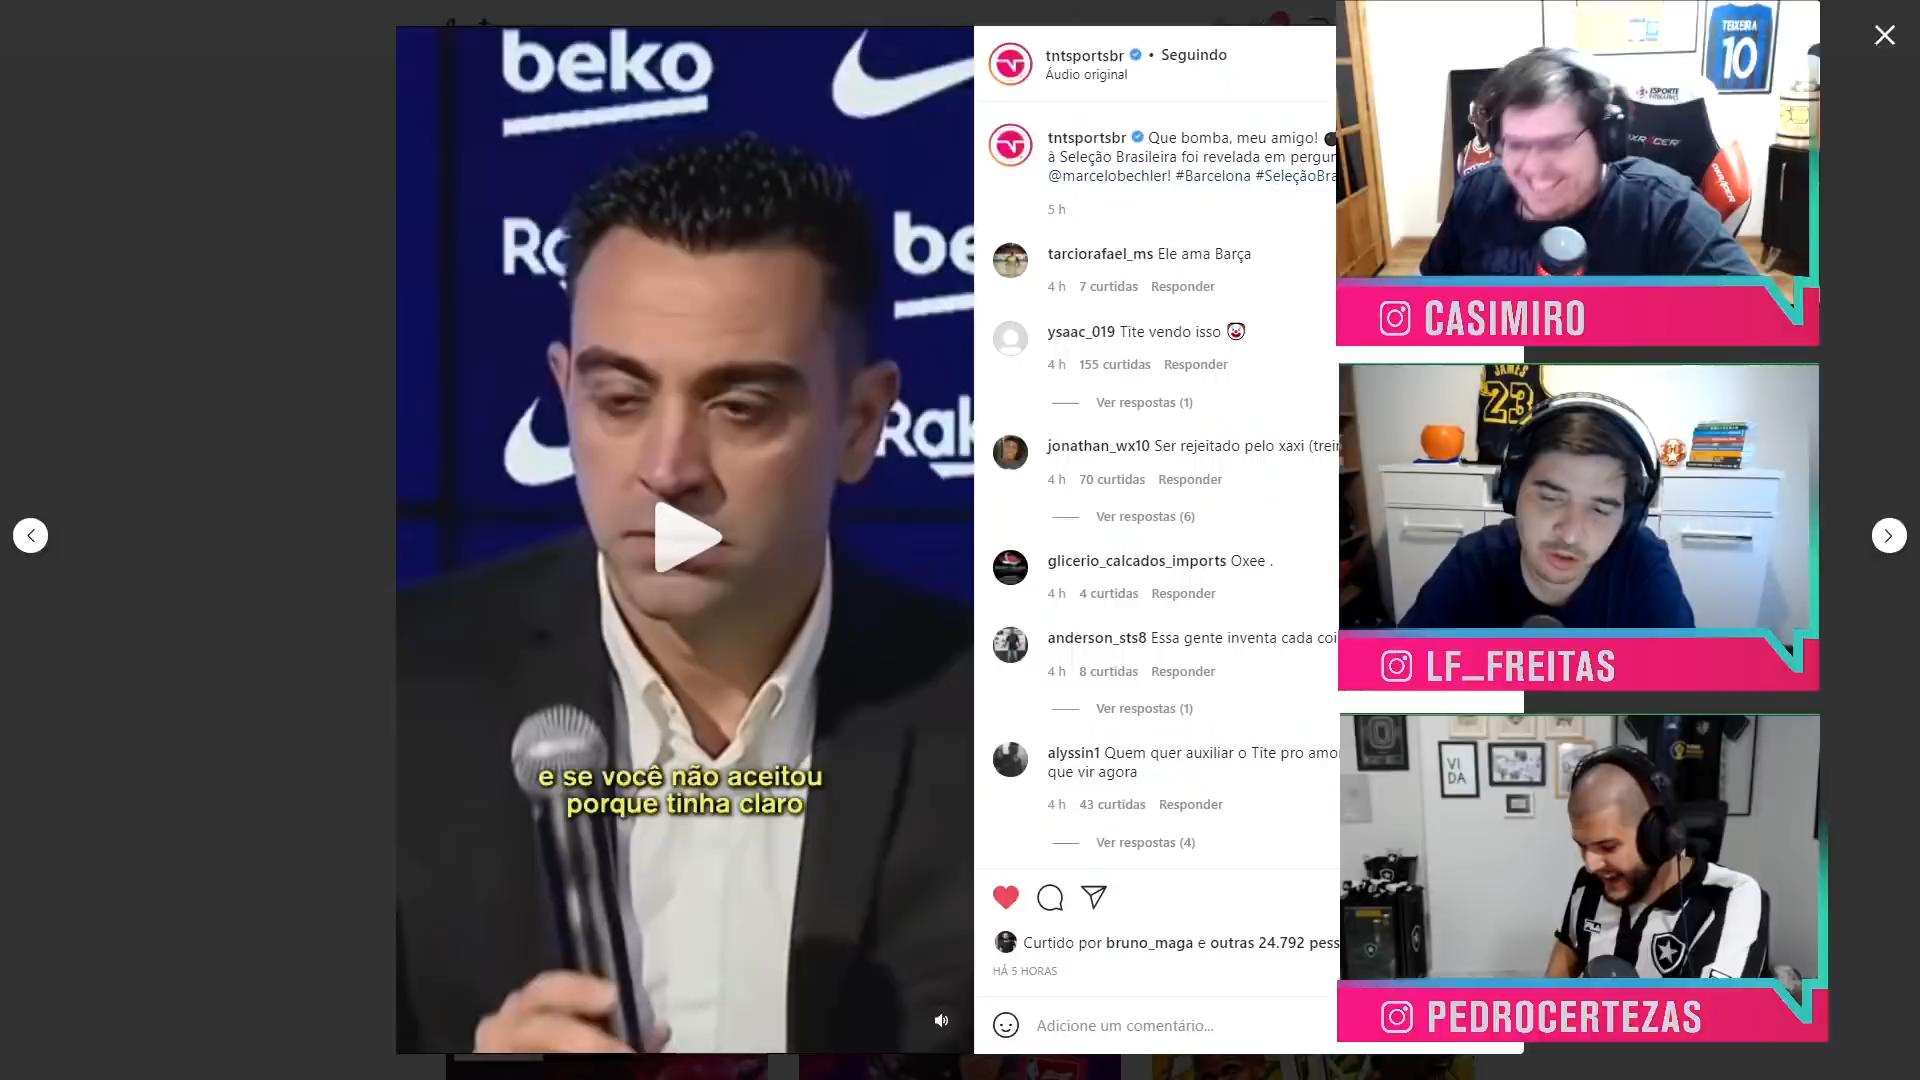 beko
Ra
be
Rak
e se você não aceitou
porque tinha claro
tntsportsbr • Seguindo
Áudio original
tntsportsbr Que bomba, meu amigo!
à Seleção Brasileira foi revelada em
@marcelobechler! #Barcelona
5 h
tarciorafael_ms Ele ama Barça
4 h 7 curtidas Responder
ysaac_019 Tite vendo isso 🤡
4 h 155 curtidas Responder
Ver respostas (1)
jonathan_wx10 Ser rejeitado pelo xaxi
4 h 70 curtidas Responder
Ver respostas (6)
glicerio_calcados_imports Oxee .
4 h 4 curtidas Responder
anderson_sts8 Essa gente inventa cada coi
4 h 8 curtidas Responder
Ver respostas (1)
alyssin1 Quem quer auxiliar o Tite pro amo
que vir agora
4 h 43 curtidas Responder
Ver respostas (4)
Curtido por bruno_maga e outras 24.792 pess
HÁ 5 HORAS
Adicione um comentário...
TEIXEIRA
10
ESPORTE
CASIMIRO
JAMES
23
LF_FREITAS
VI
DA
PEDROCERTEZAS